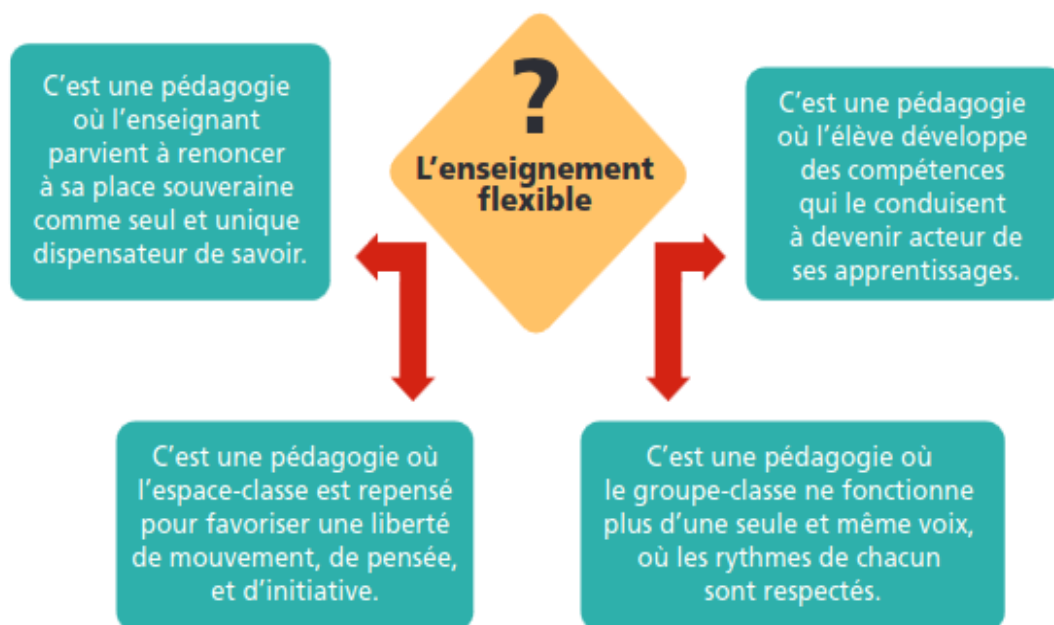 ?
L'enseignement
flexible
C'est une pédagogie
où l'enseignant
parvient à renoncer
à sa place souveraine
comme seul et unique
dispensateur de savoir.
C'est une pédagogie
où l'élève développe
des compétences
qui le conduisent
à devenir acteur de
ses apprentissages.
C'est une pédagogie où
l'espace-classe est repensé
pour favoriser une liberté
de mouvement, de pensée,
et d'initiative.
C'est une pédagogie où
le groupe-classe ne fonctionne
plus d'une seule et même voix,
où les rythmes de chacun
sont respectés.